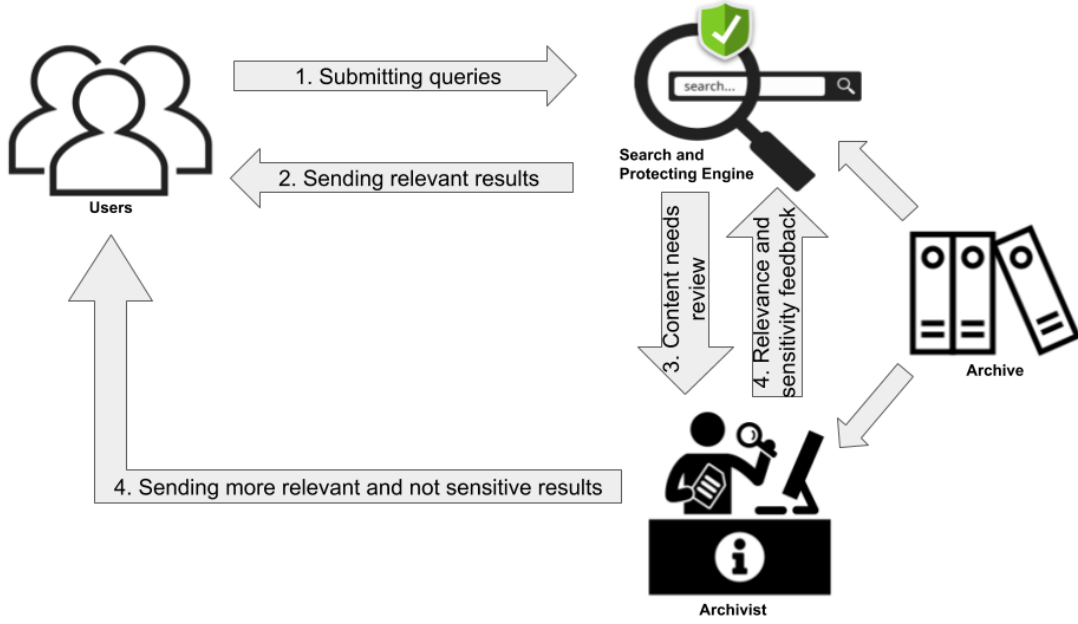 1. Submitting queries
search...
2. Sending relevant results
Search and
Protecting Engine
Users
3. Content needs
review
4. Relevance and
sensitivity feedback
Archive
4. Sending more relevant and not sensitive results
i
Archivist